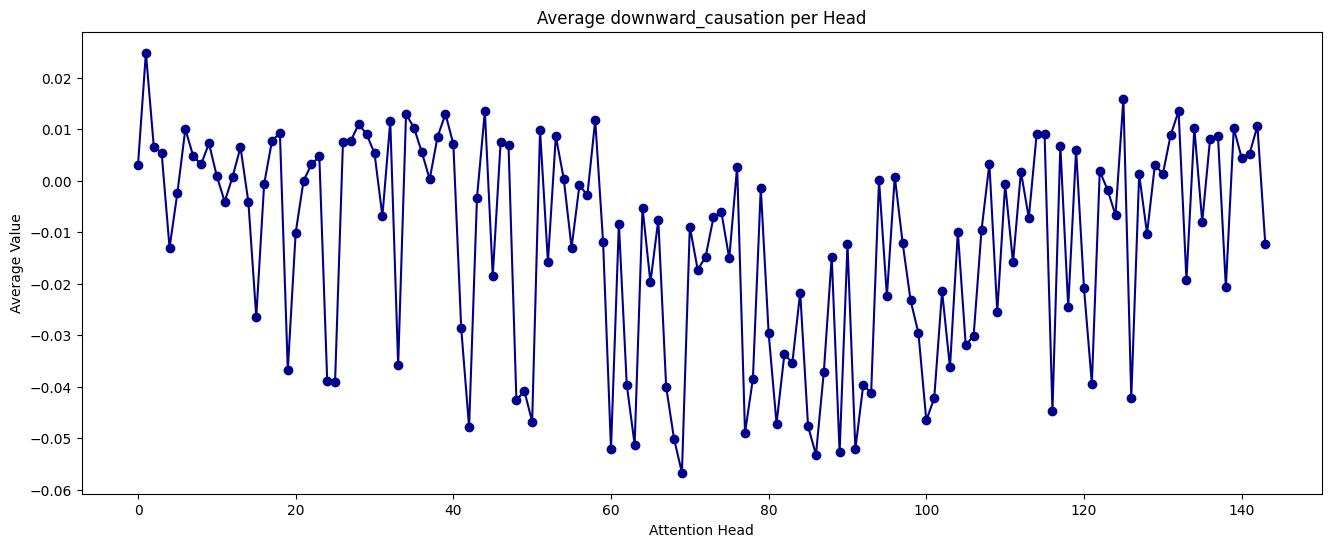 Average downward_causation per Head
Average Value
0.02
0.01
0.00
−0.01
−0.02
−0.03
−0.04
−0.05
−0.06
0 20 40 60 80 100 120 140
Attention Head